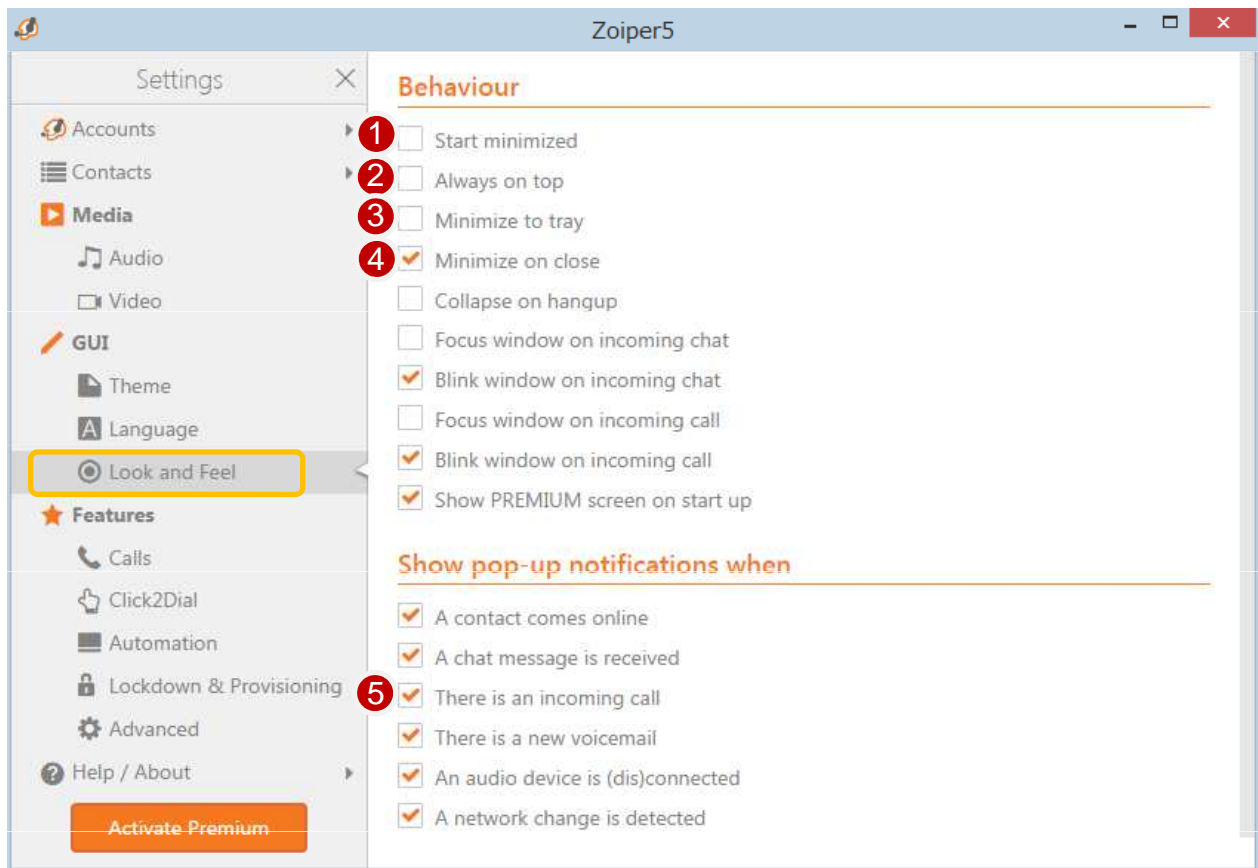 Zoiper5
Settings
Accounts
Contacts
Media
Audio
Video
GUI
Theme
A Language
Look and Feel
Features
Calls
Click2Dial
Automation
Lockdown & Provisioning
Advanced
? Help / About
Activate Premium
Behaviour
1 Start minimized
2 Always on top
3 Minimize to tray
4 Minimize on close
Collapse on hangup
Focus window on incoming chat
Blink window on incoming chat
Focus window on incoming call
Blink window on incoming call
Show PREMIUM screen on start up
Show pop-up notifications when
A contact comes online
A chat message is received
5 There is an incoming call
There is a new voicemail
An audio device is (dis)connected
A network change is detected